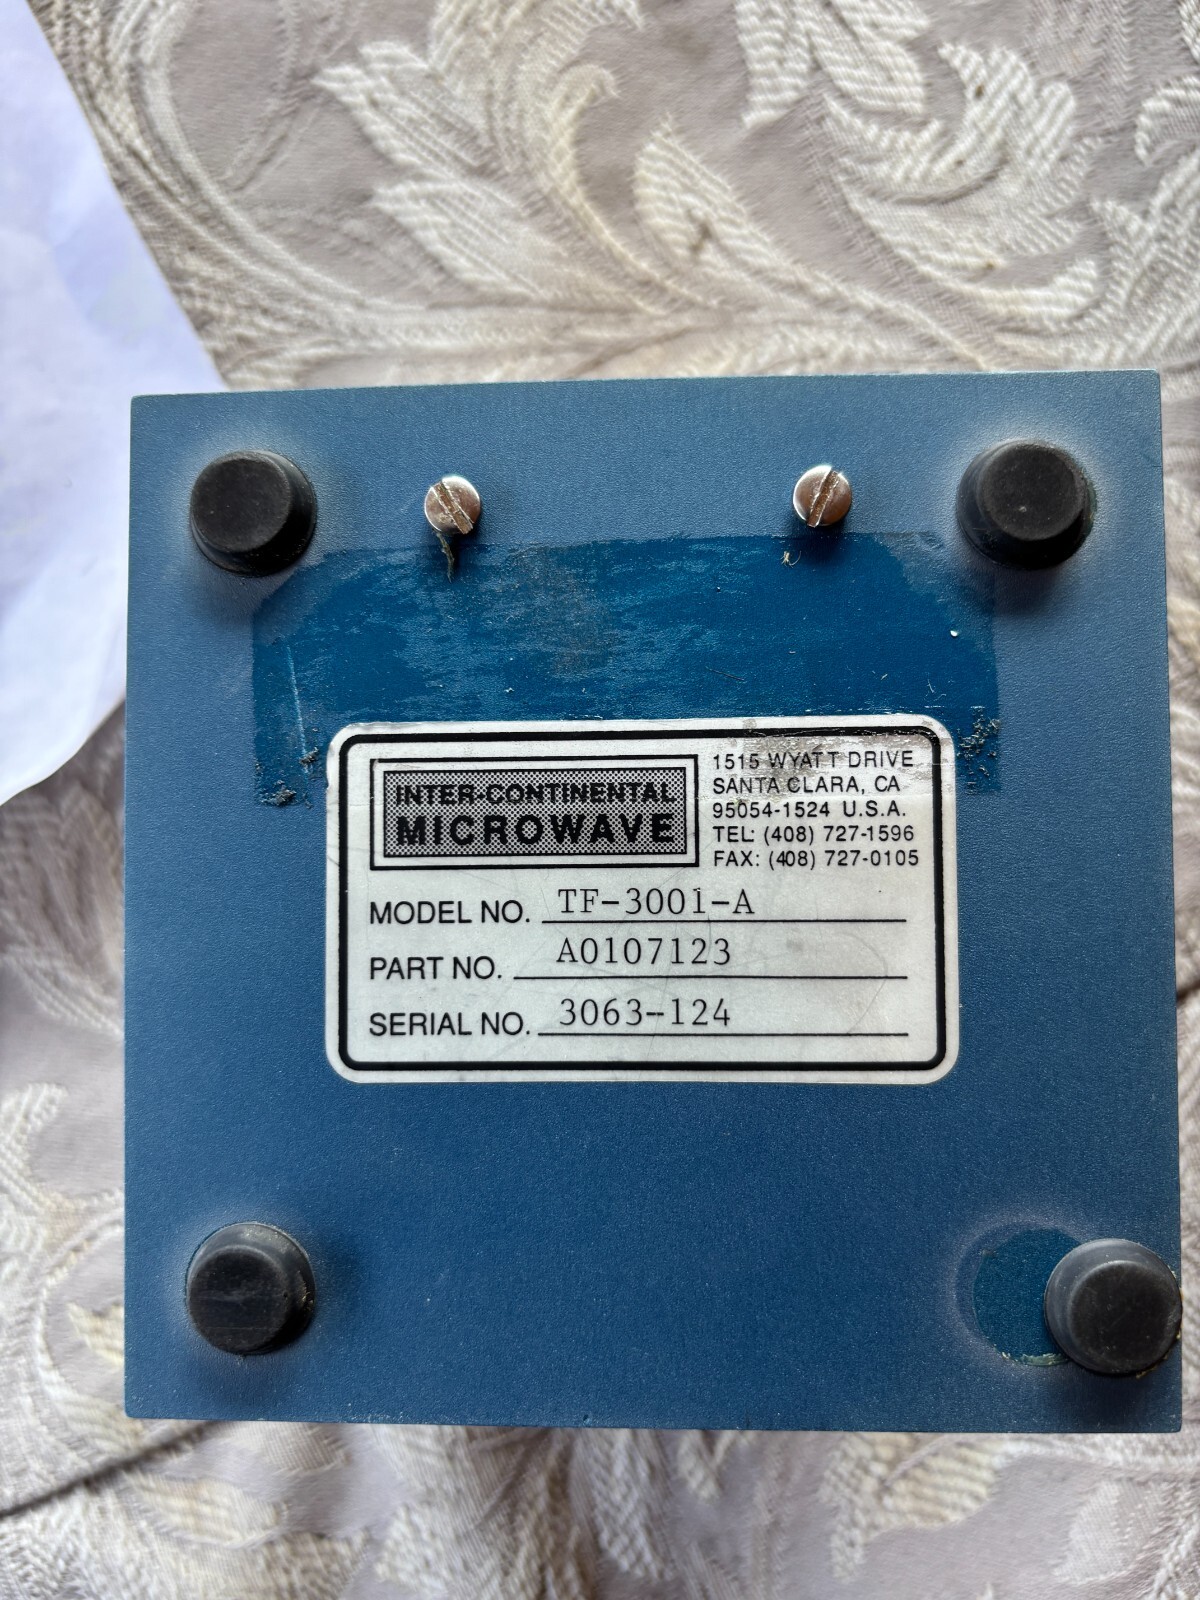 INTER-CONTINENTAL
MICROWAVE
1515 WYATT DRIVE
SANTA CLARA, CA
95054-1524 U.S.A.
TEL: (408) 727-1596
FAX: (408) 727-0105
MODEL NO. TF-3001-A
PART NO. A0107123
SERIAL NO. 3063-124